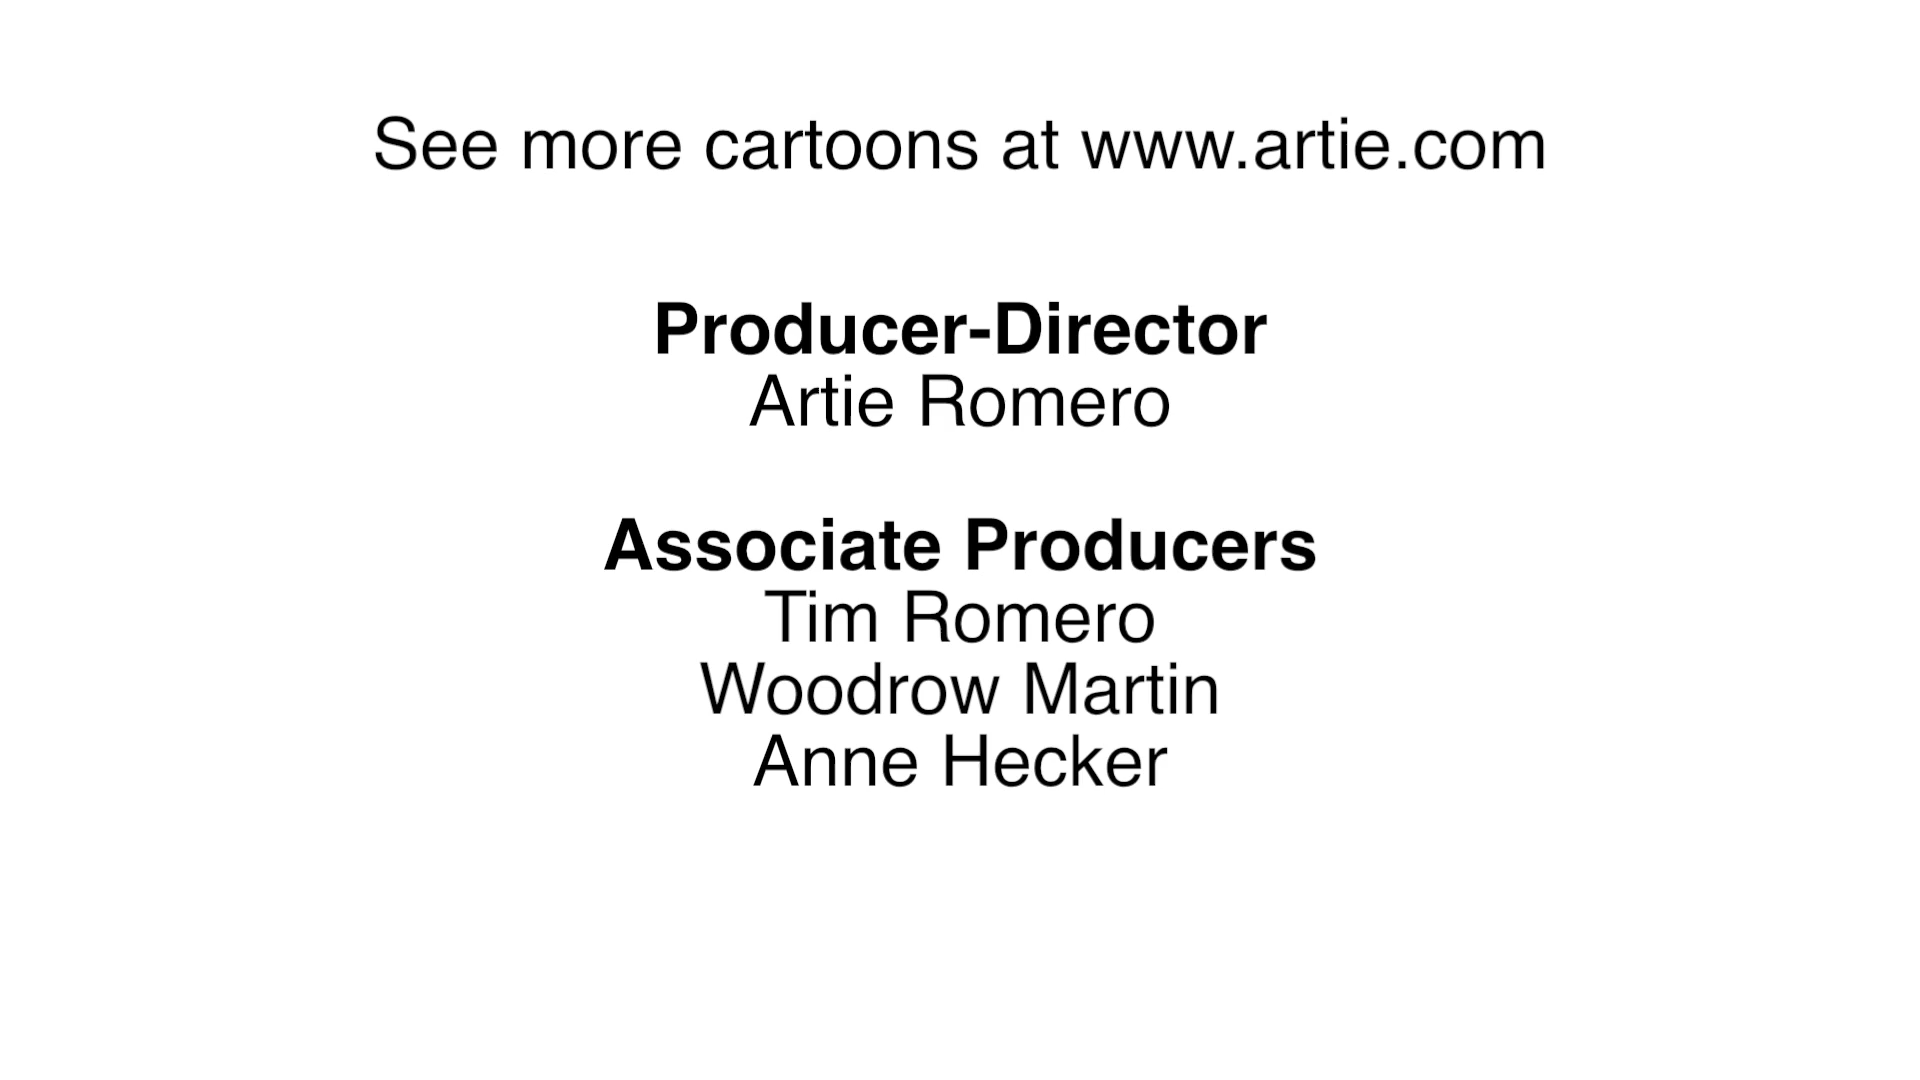 See more cartoons at www.artie.com
Producer-Director
Artie Romero
Associate Producers
Tim Romero
Woodrow Martin
Anne Hecker